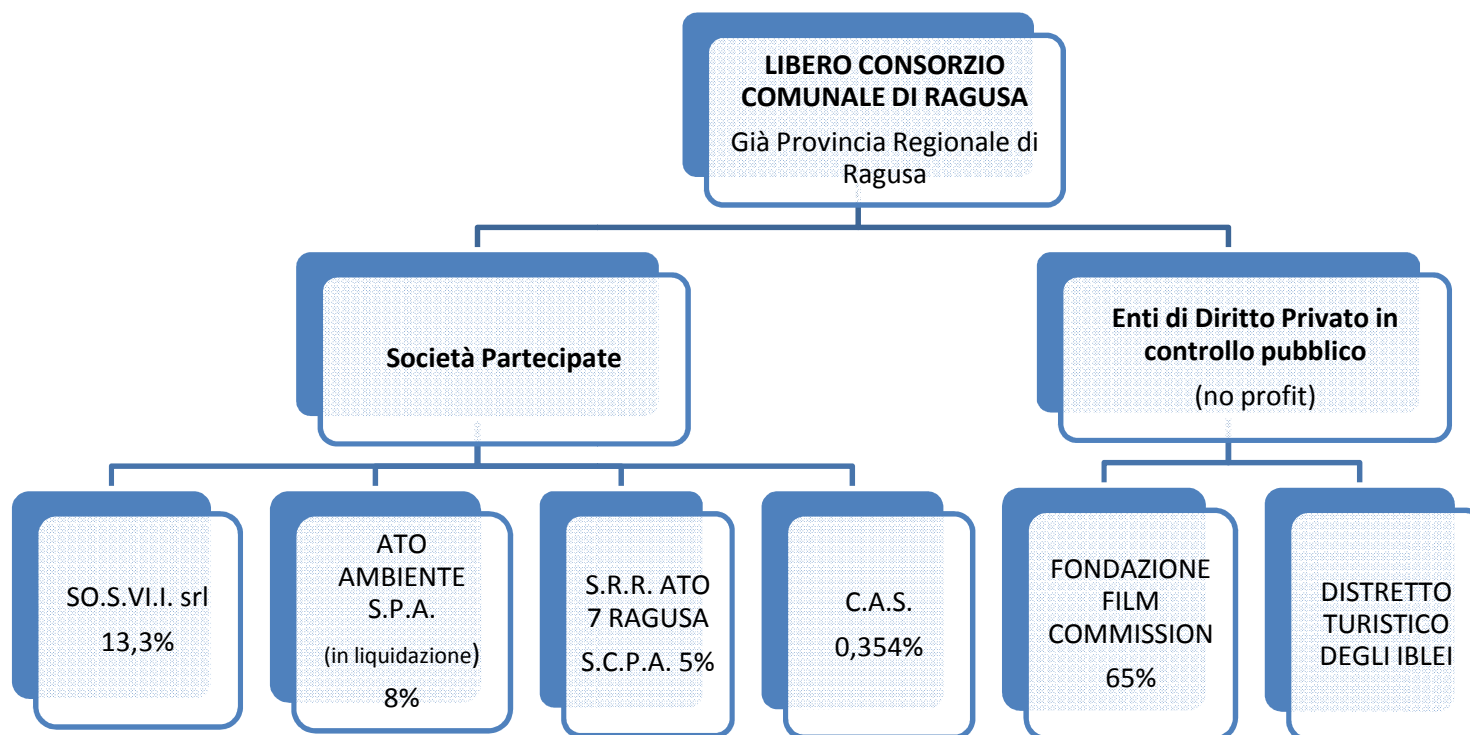 LIBERO CONSORZIO
COMUNALE DI RAGUSA
Già Provincia Regionale di
Ragusa
Società Partecipate
Enti di Diritto Privato in
controllo pubblico
(no profit)
SO.S.VI.I. srl
13,3%
ATO
AMBIENTE
S.P.A.
(in liquidazione)
8%
S.R.R. ATO
7 RAGUSA
S.C.P.A. 5%
C.A.S.
0,354%
FONDAZIONE
FILM
COMMISSION
65%
DISTRETTO
TURISTICO
DEGLI IBLEI